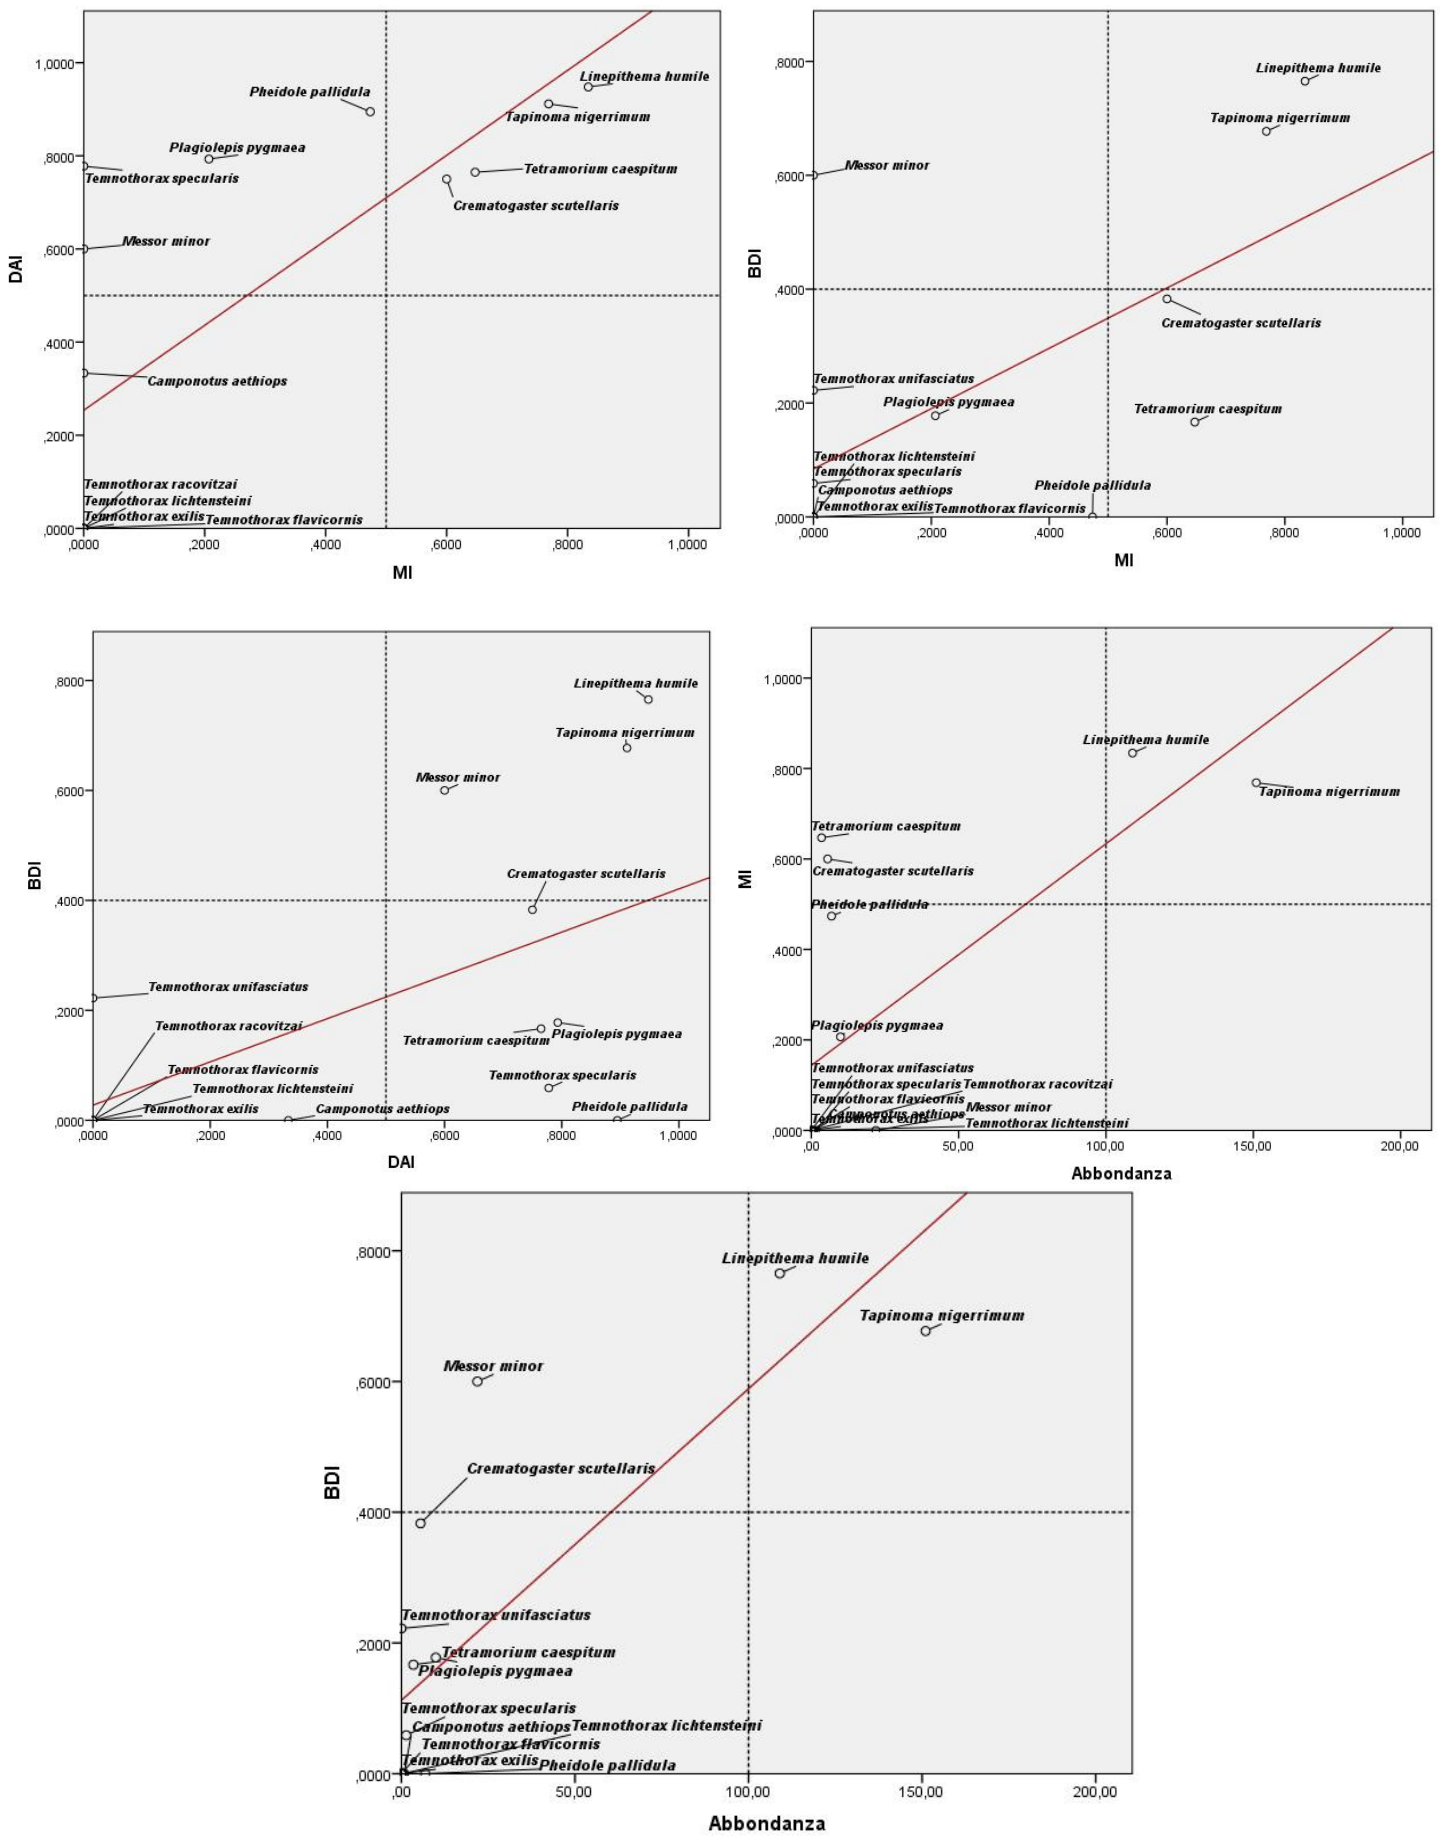 1,0000
,8000
,6000
,4000
,2000
,0000
DAI
Linepithema humile
Pheidole pallidula
Tapinoma nigerrimum
Plagiolepis pygmaea
Tetramorium caespitum
Temnothorax specularis
Crematogaster scutellaris
Messor minor
Camponotus aethiops
Temnothorax racovitzai
Temnothorax lichtensteini
Temnothorax exilis
Temnothorax flavicornis
,0000 ,2000 ,4000 ,6000 ,8000 1,0000
MI
,8000
,6000
,4000
,2000
,0000
BDI
Linepithema humile
Tapinoma nigerrimum
Messor minor
Crematogaster scutellaris
Temnothorax unifasciatus
Plagiolepis pygmaea
Tetramorium caespitum
Temnothorax lichtensteini
Temnothorax specularis
Pheidole pallidula
Camponotus aethiops
Temnothorax exilis
Temnothorax flavicornis
,0000 ,2000 ,4000 ,6000 ,8000 1,0000
MI
,8000
,6000
,4000
,2000
,0000
BDI
Linepithema humile
Tapinoma nigerrimum
Messor minor
Crematogaster scutellaris
Temnothorax unifasciatus
Temnothorax racovitzai
Tetramorium caespitum
Plagiolepis pygmaea
Temnothorax flavicornis
Temnothorax specularis
Temnothorax lichtensteini
Temnothorax exilis
Camponotus aethiops
Pheidole pallidula
,0000 ,2000 ,4000 ,6000 ,8000 1,0000
DAI
1,0000
,8000
,6000
,4000
,2000
,0000
MI
Linepithema humile
Tapinoma nigerrimum
Tetramorium caespitum
Crematogaster scutellaris
Pheidole pallidula
Plagiolepis pygmaea
Temnothorax unifasciatus
Temnothorax specularis
Temnothorax racovitzai
Temnothorax flavicornis
Messor minor
Camponotus aethiops
Temnothorax exilis
Temnothorax lichtensteini
,00 50,00 100,00 150,00 200,00
Abbondanza
,8000
,6000
,4000
,2000
,0000
BDI
Linepithema humile
Tapinoma nigerrimum
Messor minor
Crematogaster scutellaris
Temnothorax unifasciatus
Tetramorium caespitum
Plagiolepis pygmaea
Temnothorax specularis
Camponotus aethiops
Temnothorax lichtensteini
Temnothorax flavicornis
Temnothorax exilis
Pheidole pallidula
,00 50,00 100,00 150,00 200,00
Abbondanza